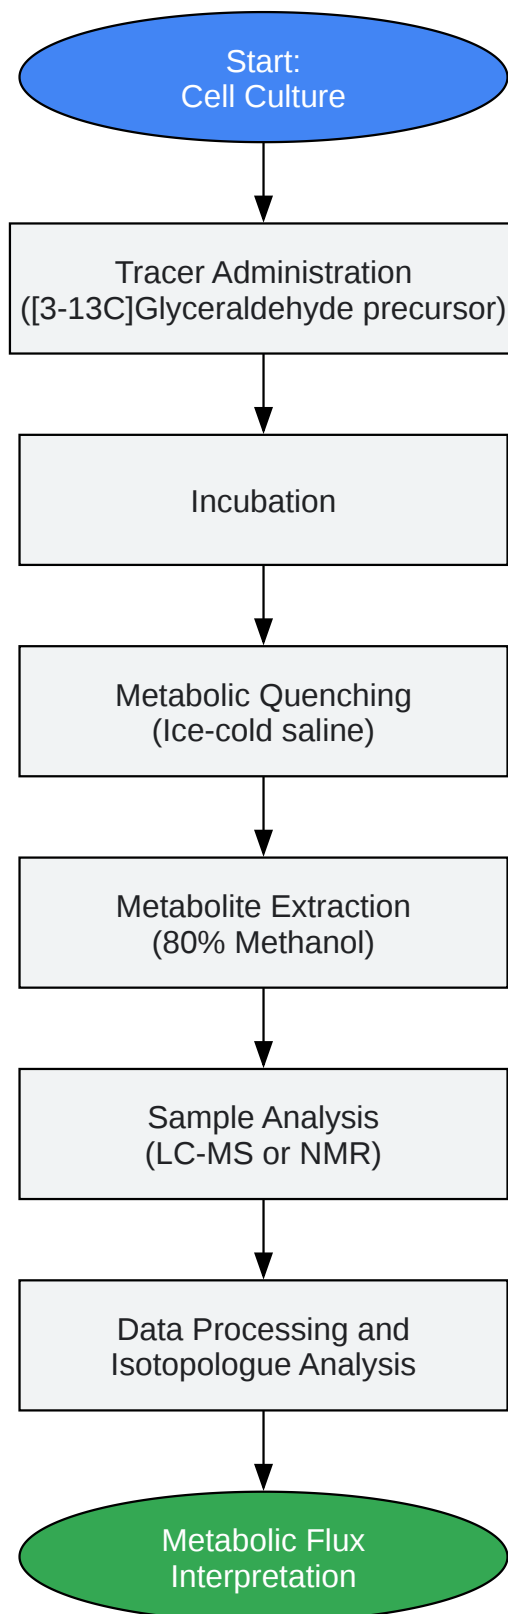 Start:
Cell Culture
Tracer Administration
([3-13C]Glyceraldehyde precursor)
Incubation
Metabolic Quenching
(Ice-cold saline)
Metabolite Extraction
(80% Methanol)
Sample Analysis
(LC-MS or NMR)
Data Processing and
Isotopologue Analysis
Metabolic Flux
Interpretation